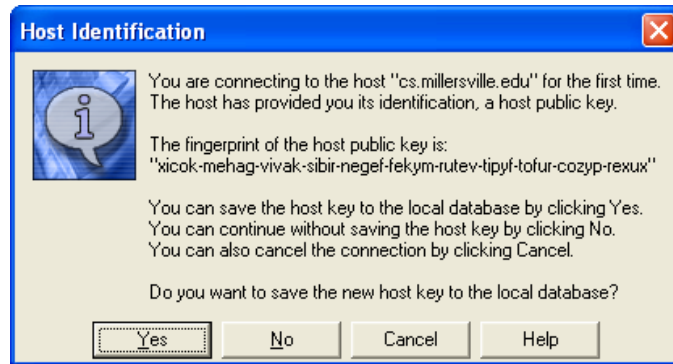 Host Identification
You are connecting to the host "cs.millersville.edu" for the first time.
The host has provided you its identification, a host public key.
The fingerprint of the host public key is:
"xicok-mehag-vivak-sibir-negef-fekym-rutev-tipyf-tofur-cozyp-rexux"
You can save the host key to the local database by clicking Yes.
You can continue without saving the host key by clicking No.
You can also cancel the connection by clicking Cancel.
Do you want to save the new host key to the local database?
Yes No Cancel Help